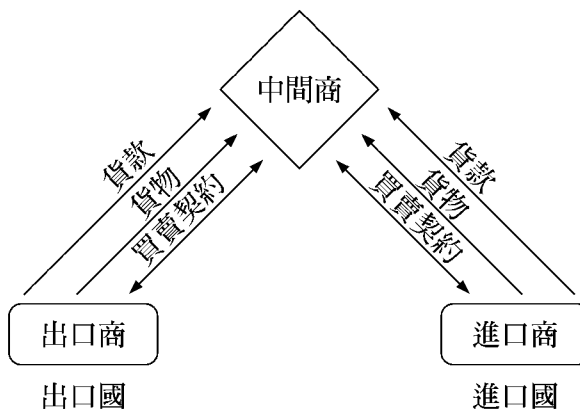 中間商
貨款
貨物
買賣契約
貨款
貨物
買賣契約
出口商
進口商
出口國
進口國